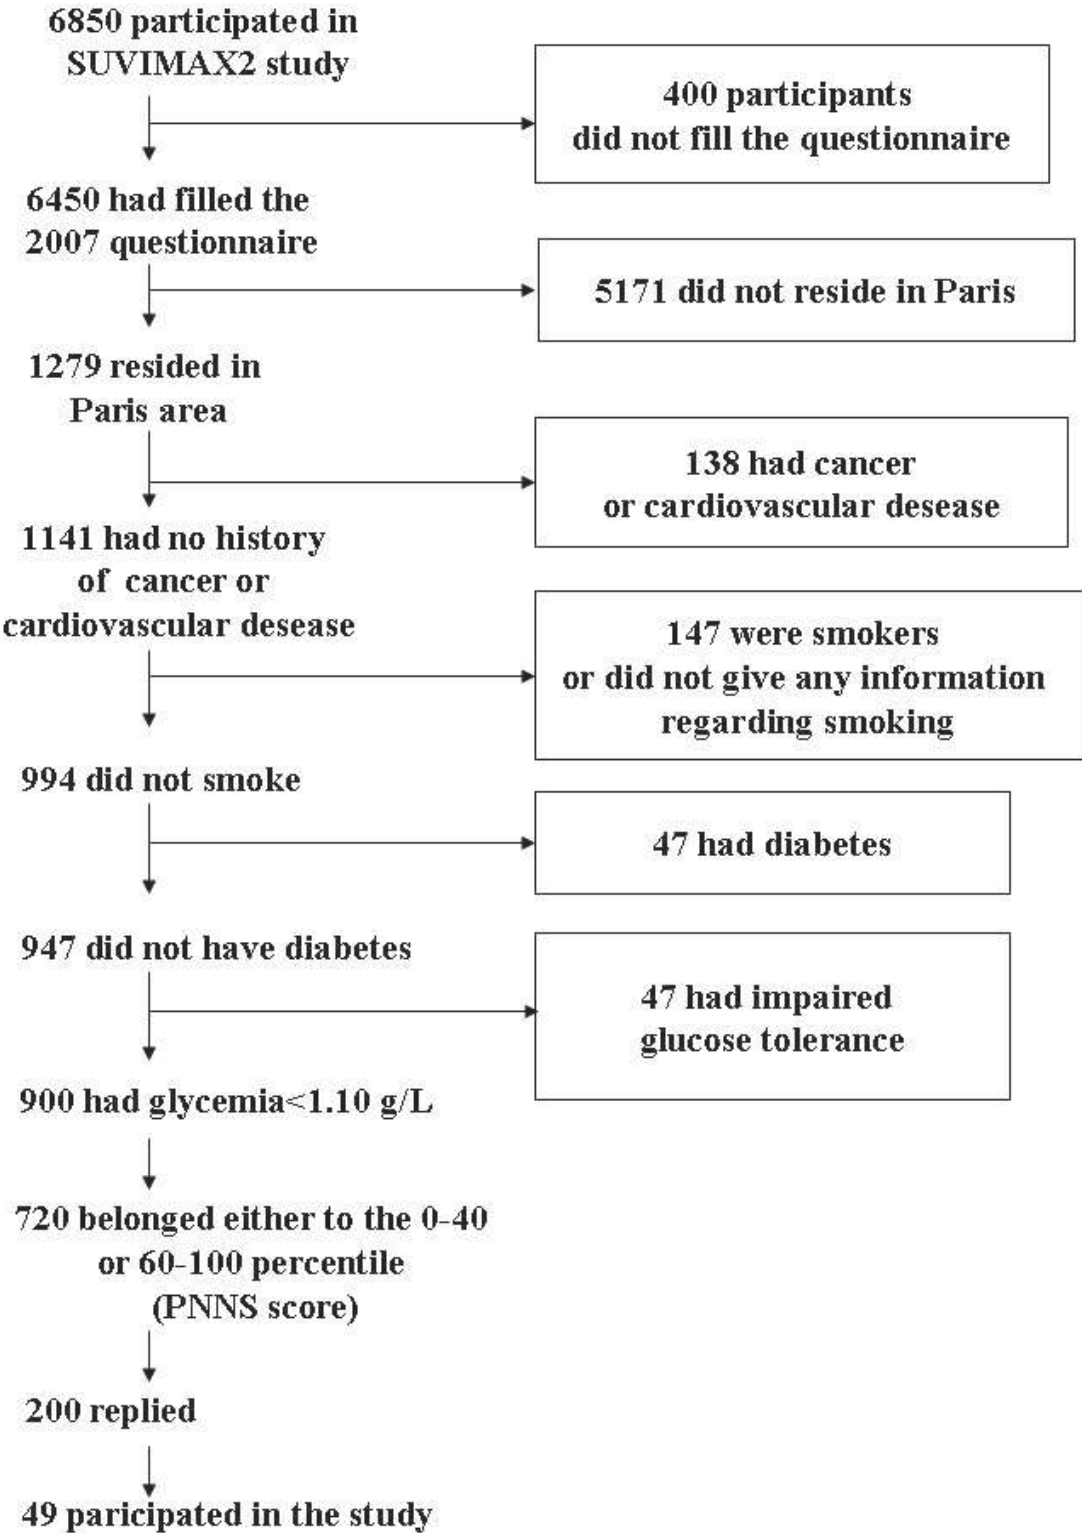 6850 participated in
SUVIMAX2 study
400 participants
did not fill the questionnaire
6450 had filled the
2007 questionnaire
5171 did not reside in Paris
1279 resided in
Paris area
138 had cancer
or cardiovascular desease
1141 had no history
of cancer or
cardiovascular desease
147 were smokers
or did not give any information
regarding smoking
994 did not smoke
47 had diabetes
947 did not have diabetes
47 had impaired
glucose tolerance
900 had glycemia<1.10 g/L
720 belonged either to the 0-40
or 60-100 percentile
(PNNS score)
200 replied
49 paricipated in the study